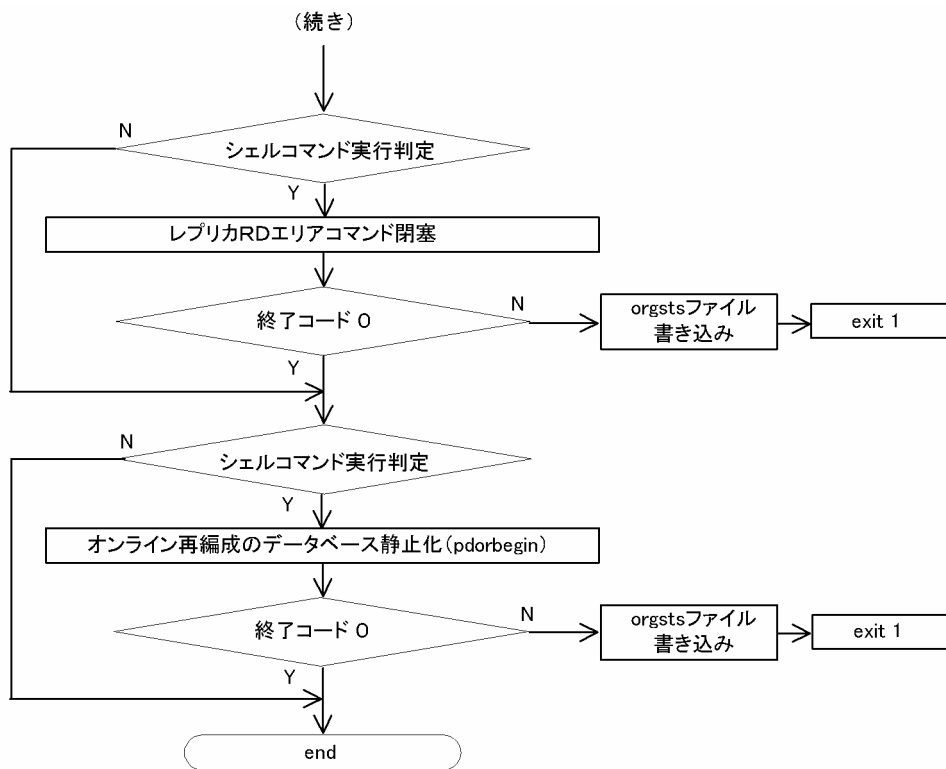 (続き)
N
シェルコマンド実行判定
Y
レプリカRDエリアコマンド閉塞
終了コード 0
N
orgstsファイル
書き込み
exit 1
Y
N
シェルコマンド実行判定
Y
オンライン再編成のデータベース静止化(pdorbegin)
終了コード 0
N
orgstsファイル
書き込み
exit 1
Y
end